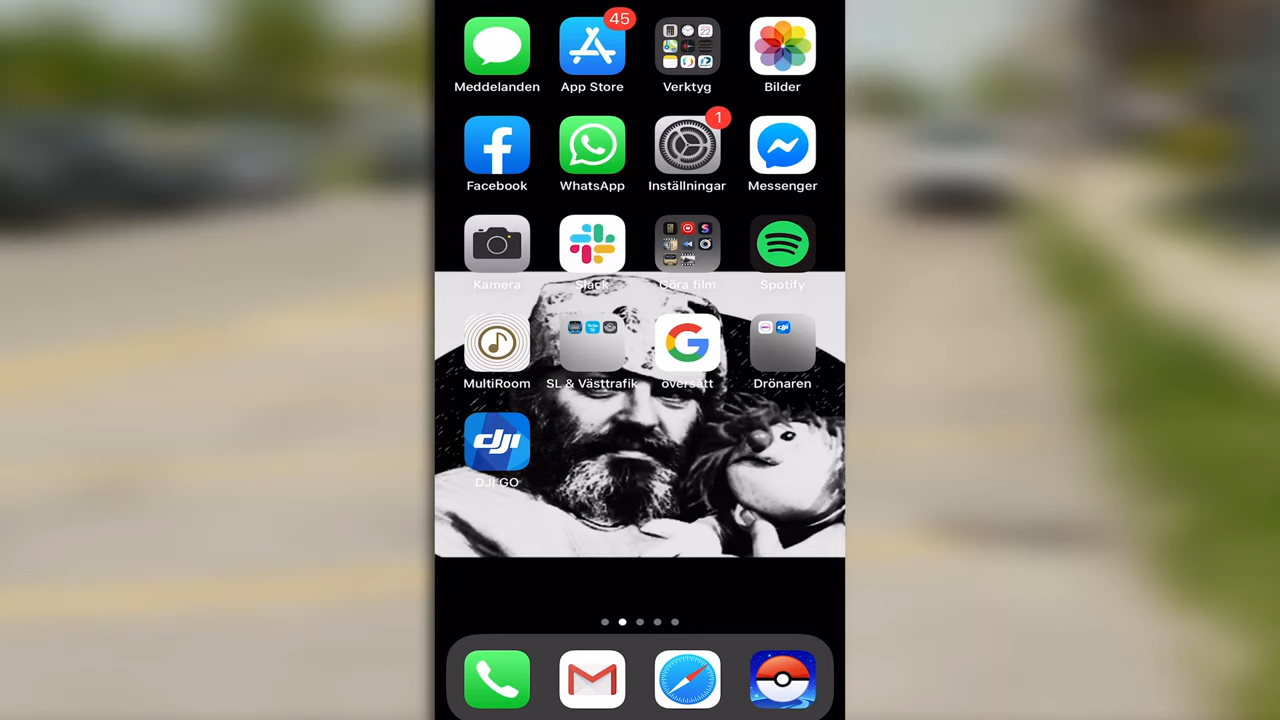 45
Meddelanden App Store Verktyg Bilder
1
Facebook WhatsApp Inställningar Messenger
Kamera Slack Göra film Spotify
MultiRoom SL & Västtrafik översätt Drönaren
dji
DJI GO